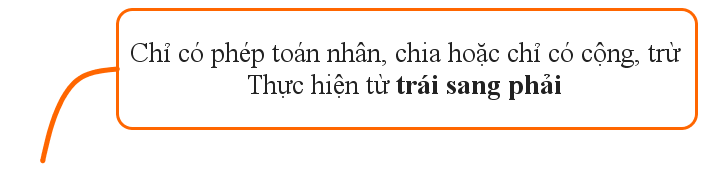 Chỉ có phép toán nhân, chia hoặc chỉ có cộng, trừ
Thực hiện từ trái sang phải